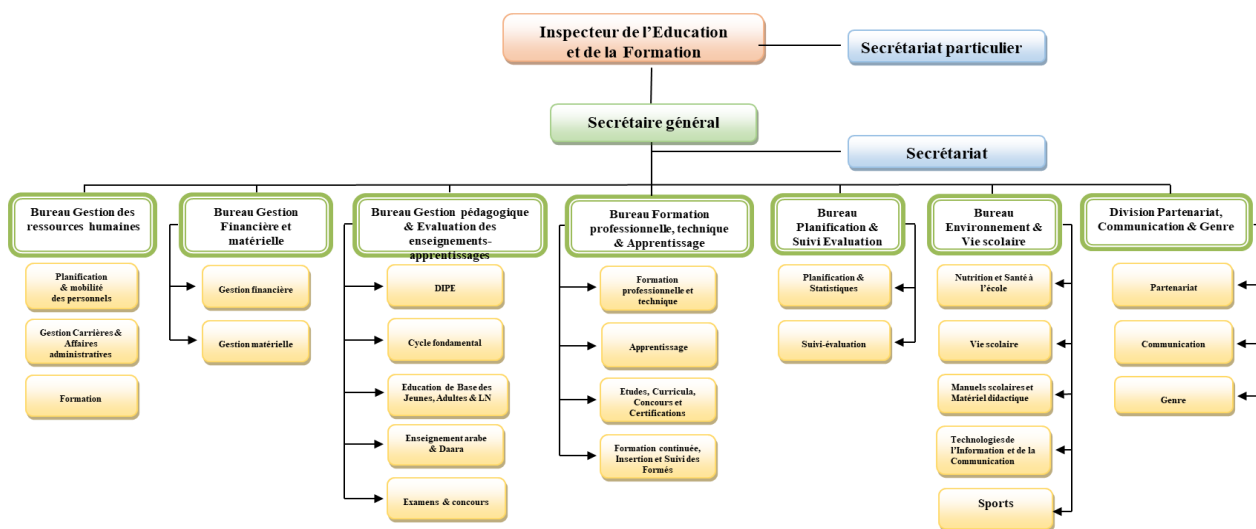 Inspecteur de l’Education
et de la Formation
Secrétariat particulier
Secrétaire général
Secrétariat
Bureau Gestion des
ressources humaines
Planification
& mobilité
des personnels
Gestion Carrières &
Affaires
administratives
Formation
Bureau Gestion
Financière et
matérielle
Gestion financière
Gestion matérielle
Bureau Gestion pédagogique
& Evaluation des
enseignements-
apprentissages
DIPE
Cycle fondamental
Education de Base des
Jeunes, Adultes & LN
Enseignement arabe
& Daara
Examens & concours
Bureau Formation
professionnelle, technique
& Apprentissage
Formation
professionnelle et
technique
Apprentissage
Etudes, Curricula,
Concours et
Certifications
Formation continuée,
Insertion et Suivi des
Formés
Bureau
Planification &
Suivi Evaluation
Planification &
Statistiques
Suivi-évaluation
Bureau
Environnement &
Vie scolaire
Nutrition et Santé à
l’école
Vie scolaire
Manuels scolaires et
Matériel didactique
Technologies de
l’Information et de la
Communication
Sports
Division Partenariat,
Communication & Genre
Partenariat
Communication
Genre